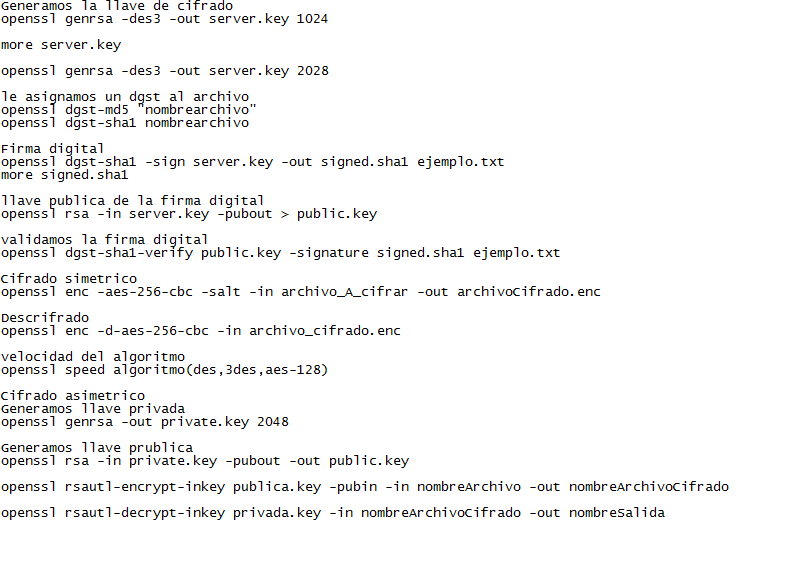 Generamos la llave de cifrado
openssl genrsa -des3 -out server.key 1024
more server.key
openssl genrsa -des3 -out server.key 2028
le asignamos un dgst al archivo
openssl dgst-md5 "nombrearchivo"
openssl dgst-sha1 nombrearchivo
Firma digital
openssl dgst-sha1 -sign server.key -out signed.sha1 ejemplo.txt
more signed.sha1
llave publica de la firma digital
openssl rsa -in server.key -pubout > public.key
validamos la firma digital
openssl dgst-sha1-verify public.key -signature signed.sha1 ejemplo.txt
Cifrado simetrico
openssl enc -aes-256-cbc -salt -in archivo_A_cifrar -out archivoCifrado.enc
Descrifrado
openssl enc -d-aes-256-cbc -in archivo_cifrado.enc
velocidad del algoritmo
openssl speed algoritmo(des,3des,aes-128)
Cifrado asimetrico
Generamos llave privada
openssl genrsa -out private.key 2048
Generamos llave prublica
openssl rsa -in private.key -pubout -out public.key
openssl rsautl-encrypt-inkey publica.key -pubin -in nombreArchivo -out nombreArchivoCifrado
openssl rsautl-decrypt-inkey privada.key -in nombreArchivoCifrado -out nombreSalida